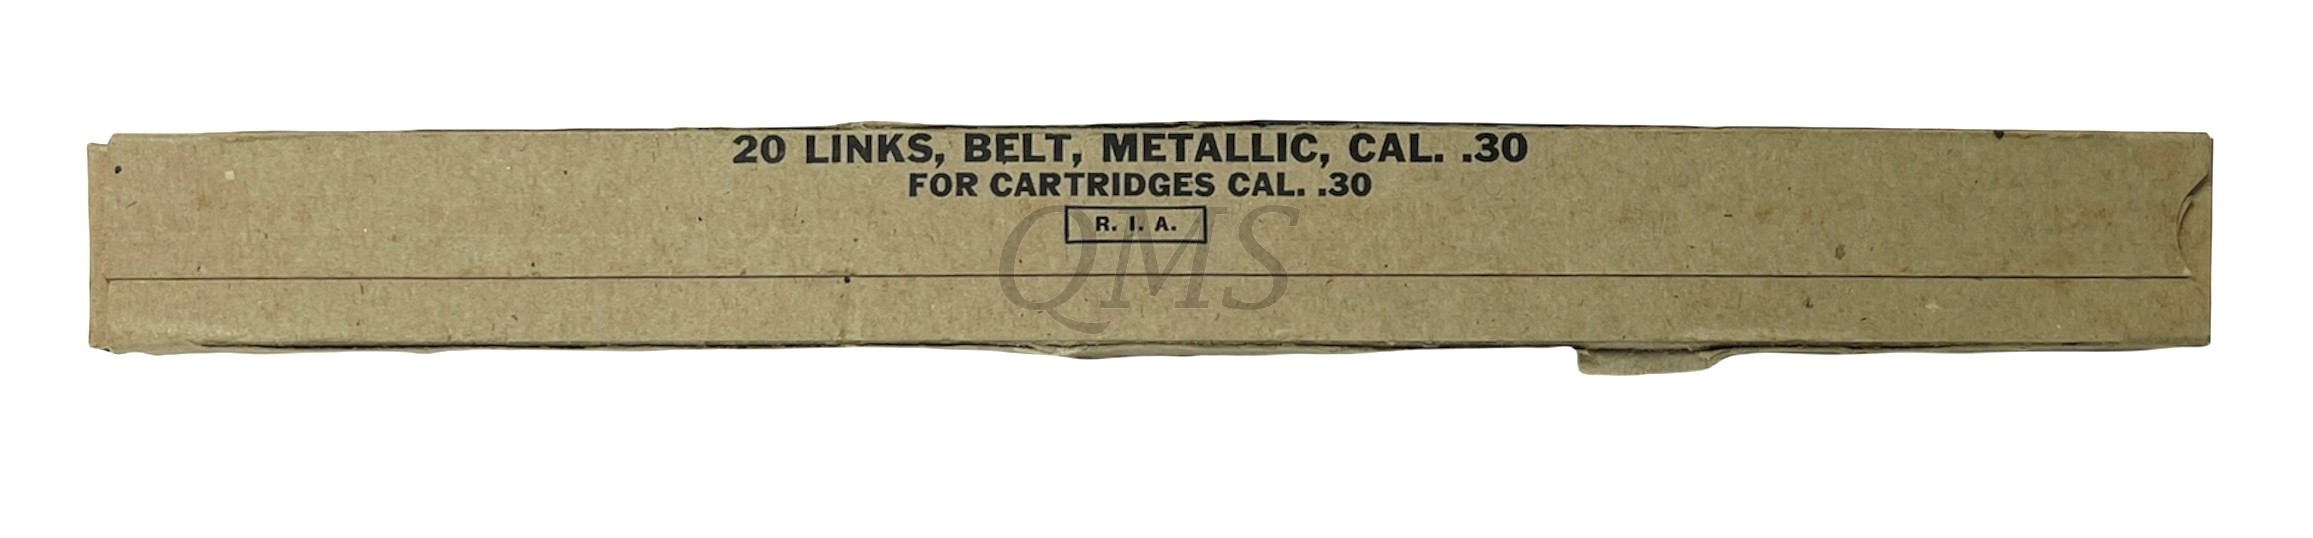 20 LINKS, BELT, METALLIC, CAL. .30
FOR CARTRIDGES CAL. .30
R. I. A.
QMS